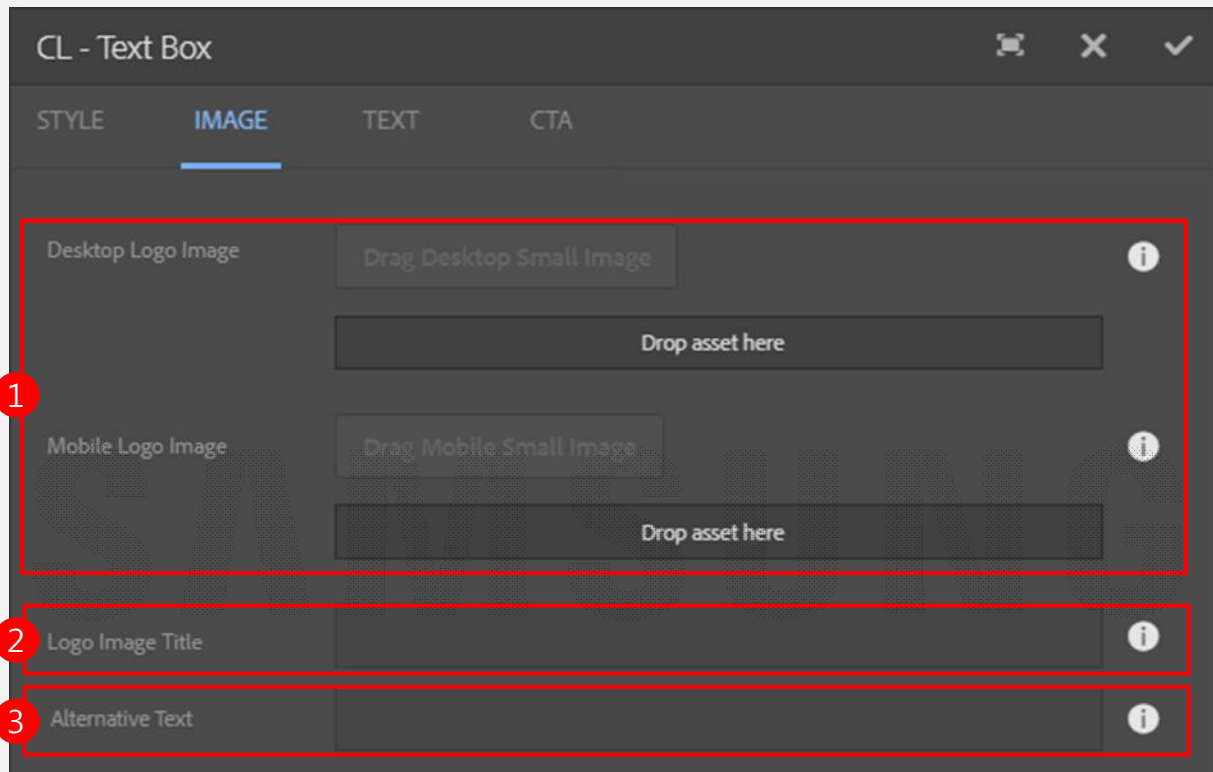 CL - Text Box
STYLE IMAGE TEXT CTA
Desktop Logo Image Drag Desktop Small Image
Drop asset here
1
Mobile Logo Image Drag Mobile Small Image
SAMSUNG
Drop asset here
2 Logo Image Title
3 Alternative Text